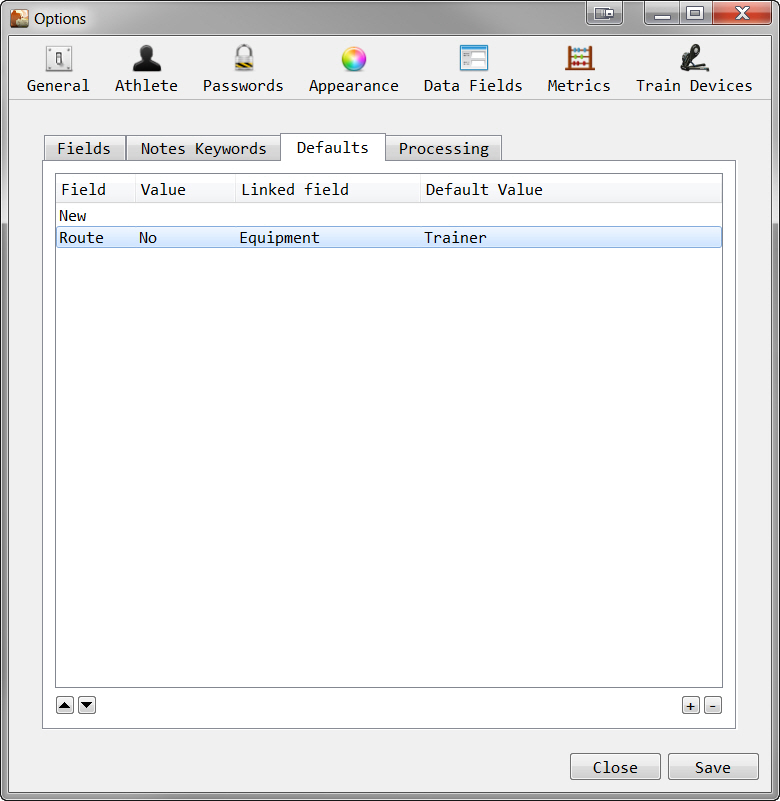 Options
General Athlete Passwords Appearance Data Fields Metrics Train Devices
Fields Notes Keywords Defaults Processing
Field Value Linked field Default Value
New
Route No Equipment Trainer
+ -
Close Save